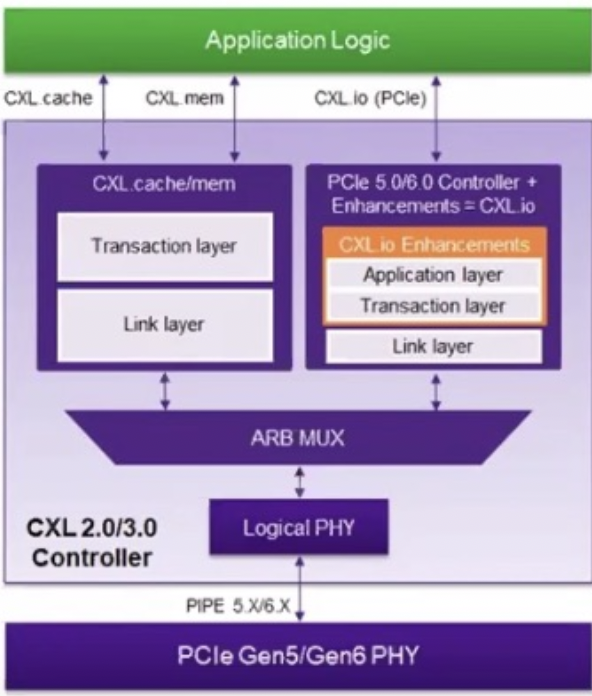 Application Logic
CXL.cache
CXL.mem
CXL.io (PCIe)
CXL.cache/mem
Transaction layer
Link layer
PCIe 5.0/6.0 Controller +
Enhancements = CXL.io
CXL.io Enhancements
Application layer
Transaction layer
Link layer
ARB MUX
Logical PHY
CXL 2.0/3.0
Controller
PIPE 5.X/6.X
PCIe Gen5/Gen6 PHY